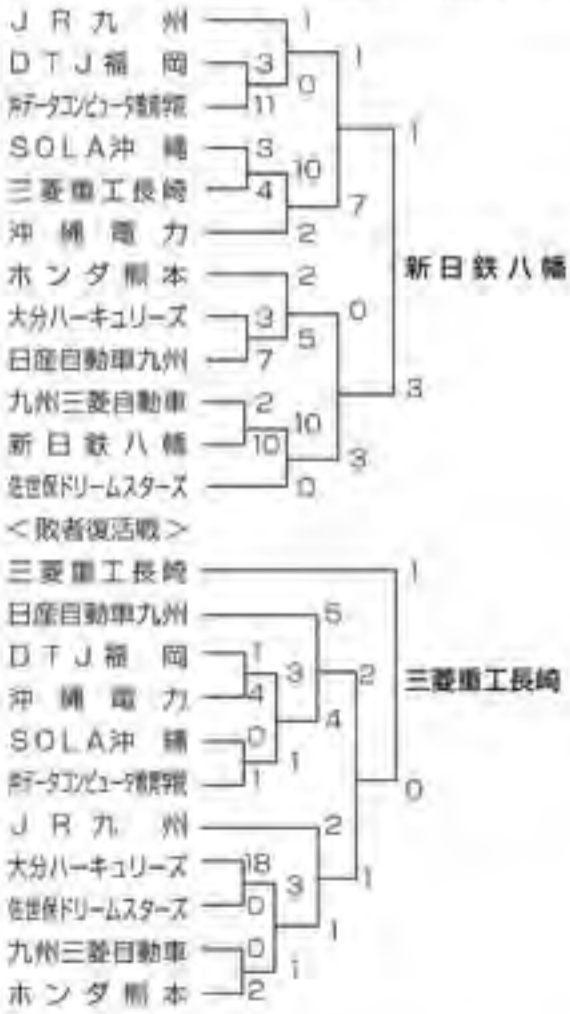 JR九州 1
1
DTJ福岡 3
0
沖データコンピュータ教育学院 11
1
SOLA沖縄 3
10
三菱重工長崎 4
7
沖縄電力 2
新日鉄八幡
ホンダ熊本 2
0
大分ハーキュリーズ 3
5
日産自動車九州 7
3
九州三菱自動車 2
10
新日鉄八幡 10
3
佐世保ドリームスターズ 0
<敗者復活戦>
三菱重工長崎 1
日産自動車九州 5
DTJ福岡 1
3
2
三菱重工長崎
沖縄電力 4
4
SOLA沖縄 0
1
沖データコンピュータ教育学院 1
0
JR九州 2
大分ハーキュリーズ 18
3
1
佐世保ドリームスターズ 0
1
九州三菱自動車 0
1
ホンダ熊本 2